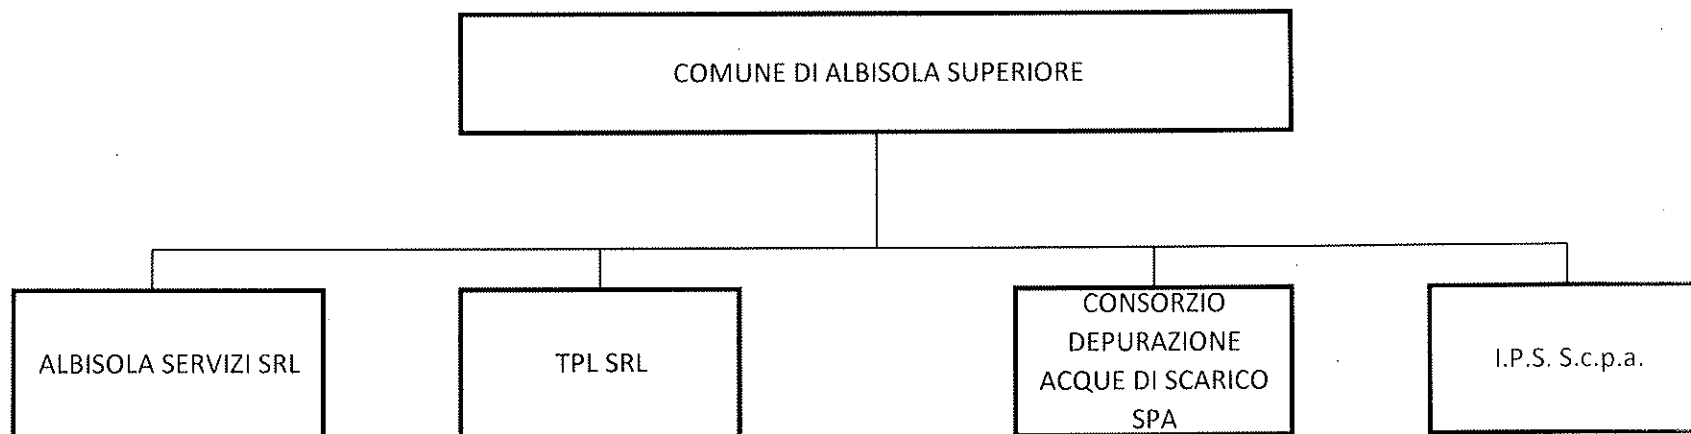 COMUNE DI ALBISOLA SUPERIORE
ALBISOLA SERVIZI SRL
TPL SRL
CONSORZIO
DEPURAZIONE
ACQUE DI SCARICO
SPA
I.P.S. S.c.p.a.